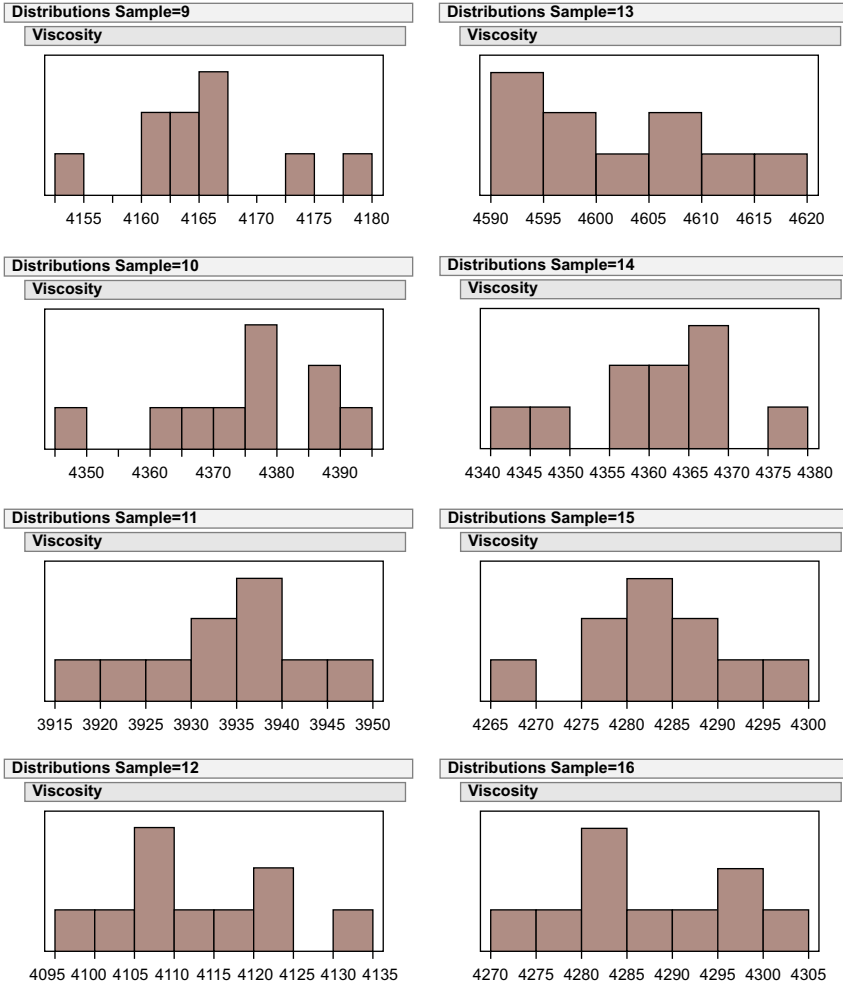 Distributions Sample=9
Viscosity
4155 4160 4165 4170 4175 4180
Distributions Sample=10
Viscosity
4350 4360 4370 4380 4390
Distributions Sample=11
Viscosity
3915 3920 3925 3930 3935 3940 3945 3950
Distributions Sample=12
Viscosity
4095 4100 4105 4110 4115 4120 4125 4130 4135
Distributions Sample=13
Viscosity
4590 4595 4600 4605 4610 4615 4620
Distributions Sample=14
Viscosity
4340 4345 4350 4355 4360 4365 4370 4375 4380
Distributions Sample=15
Viscosity
4265 4270 4275 4280 4285 4290 4295 4300
Distributions Sample=16
Viscosity
4270 4275 4280 4285 4290 4295 4300 4305